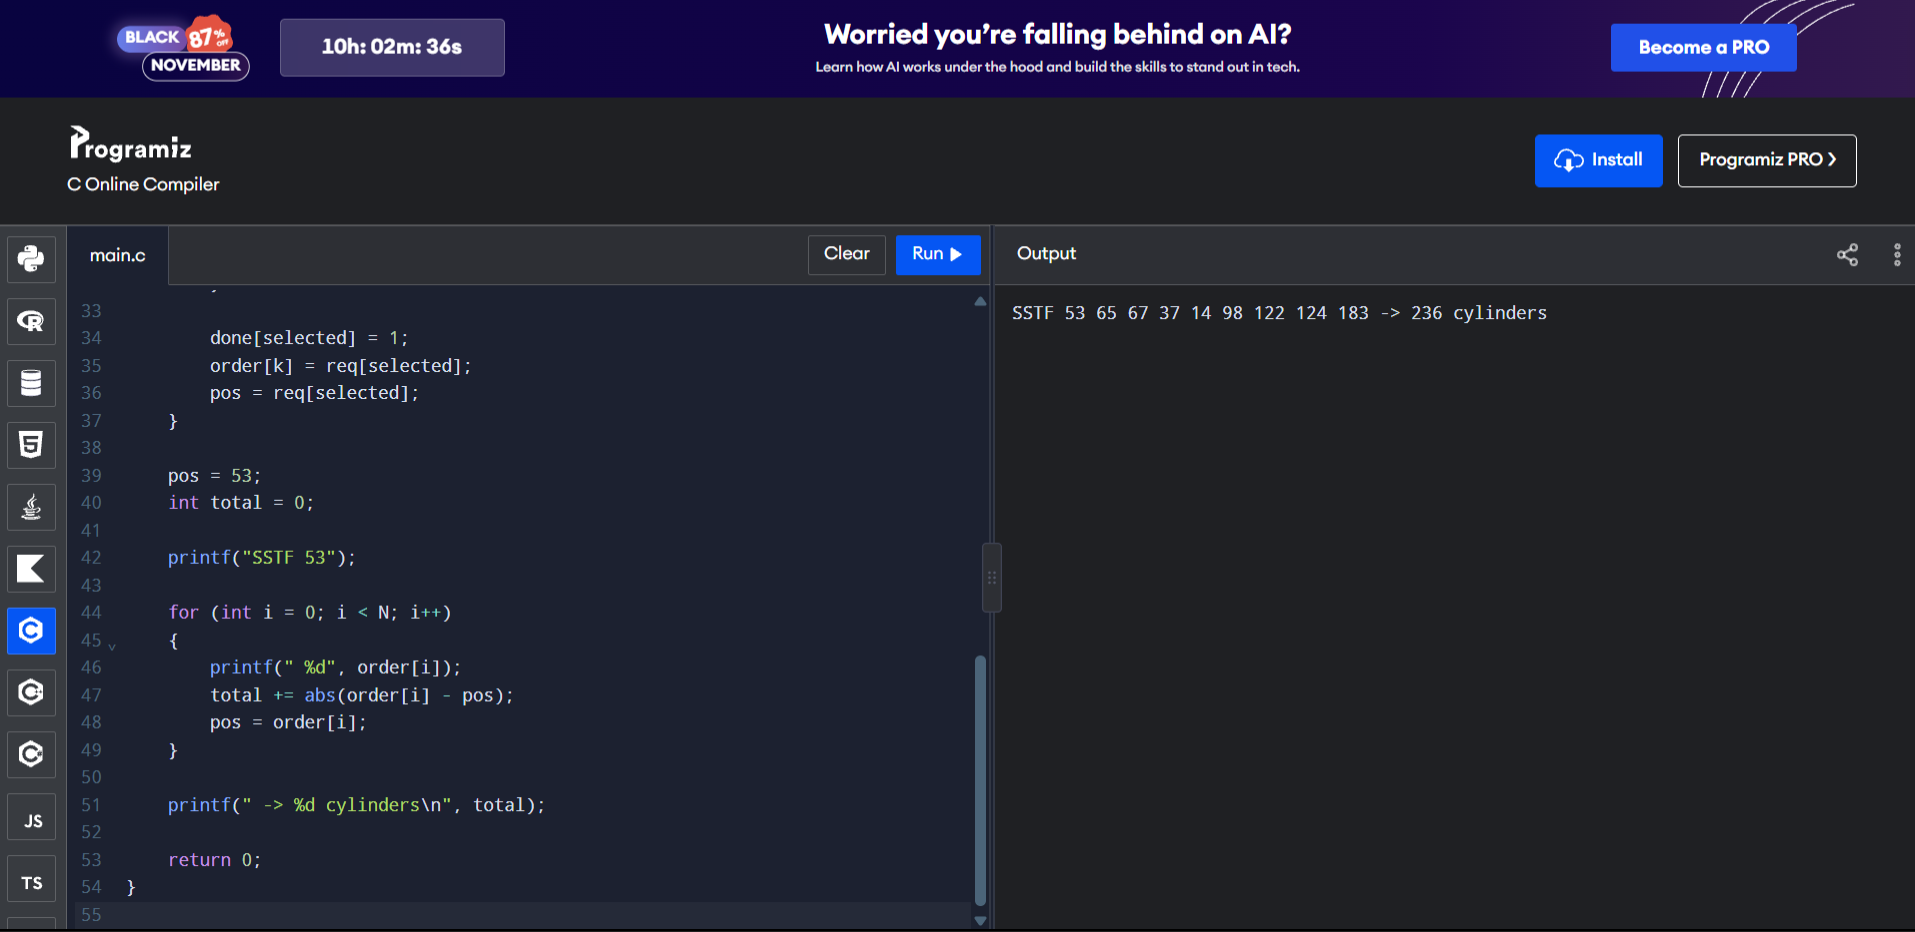 BLACK 87% OFF
NOVEMBER
10h: 02m: 36s
Worried you're falling behind on AI?
Learn how AI works under the hood and build the skills to stand out in tech.
Become a PRO
Programiz
C Online Compiler
Install
Programiz PRO
main.c
Clear
Run
Output
33
34 done[selected] = 1;
35 order[k] = req[selected];
36 pos = req[selected];
37 }
38
39 pos = 53;
40 int total = 0;
41
42 printf("SSTF 53");
43
44 for (int i = 0; i < N; i++)
45 {
46 printf(" %d", order[i]);
47 total += abs(order[i] - pos);
48 pos = order[i];
49 }
50
51 printf(" -> %d cylinders\n", total);
52
53 return 0;
54 }
55
SSTF 53 65 67 37 14 98 122 124 183 -> 236 cylinders
R
5
C
C
C
JS
TS